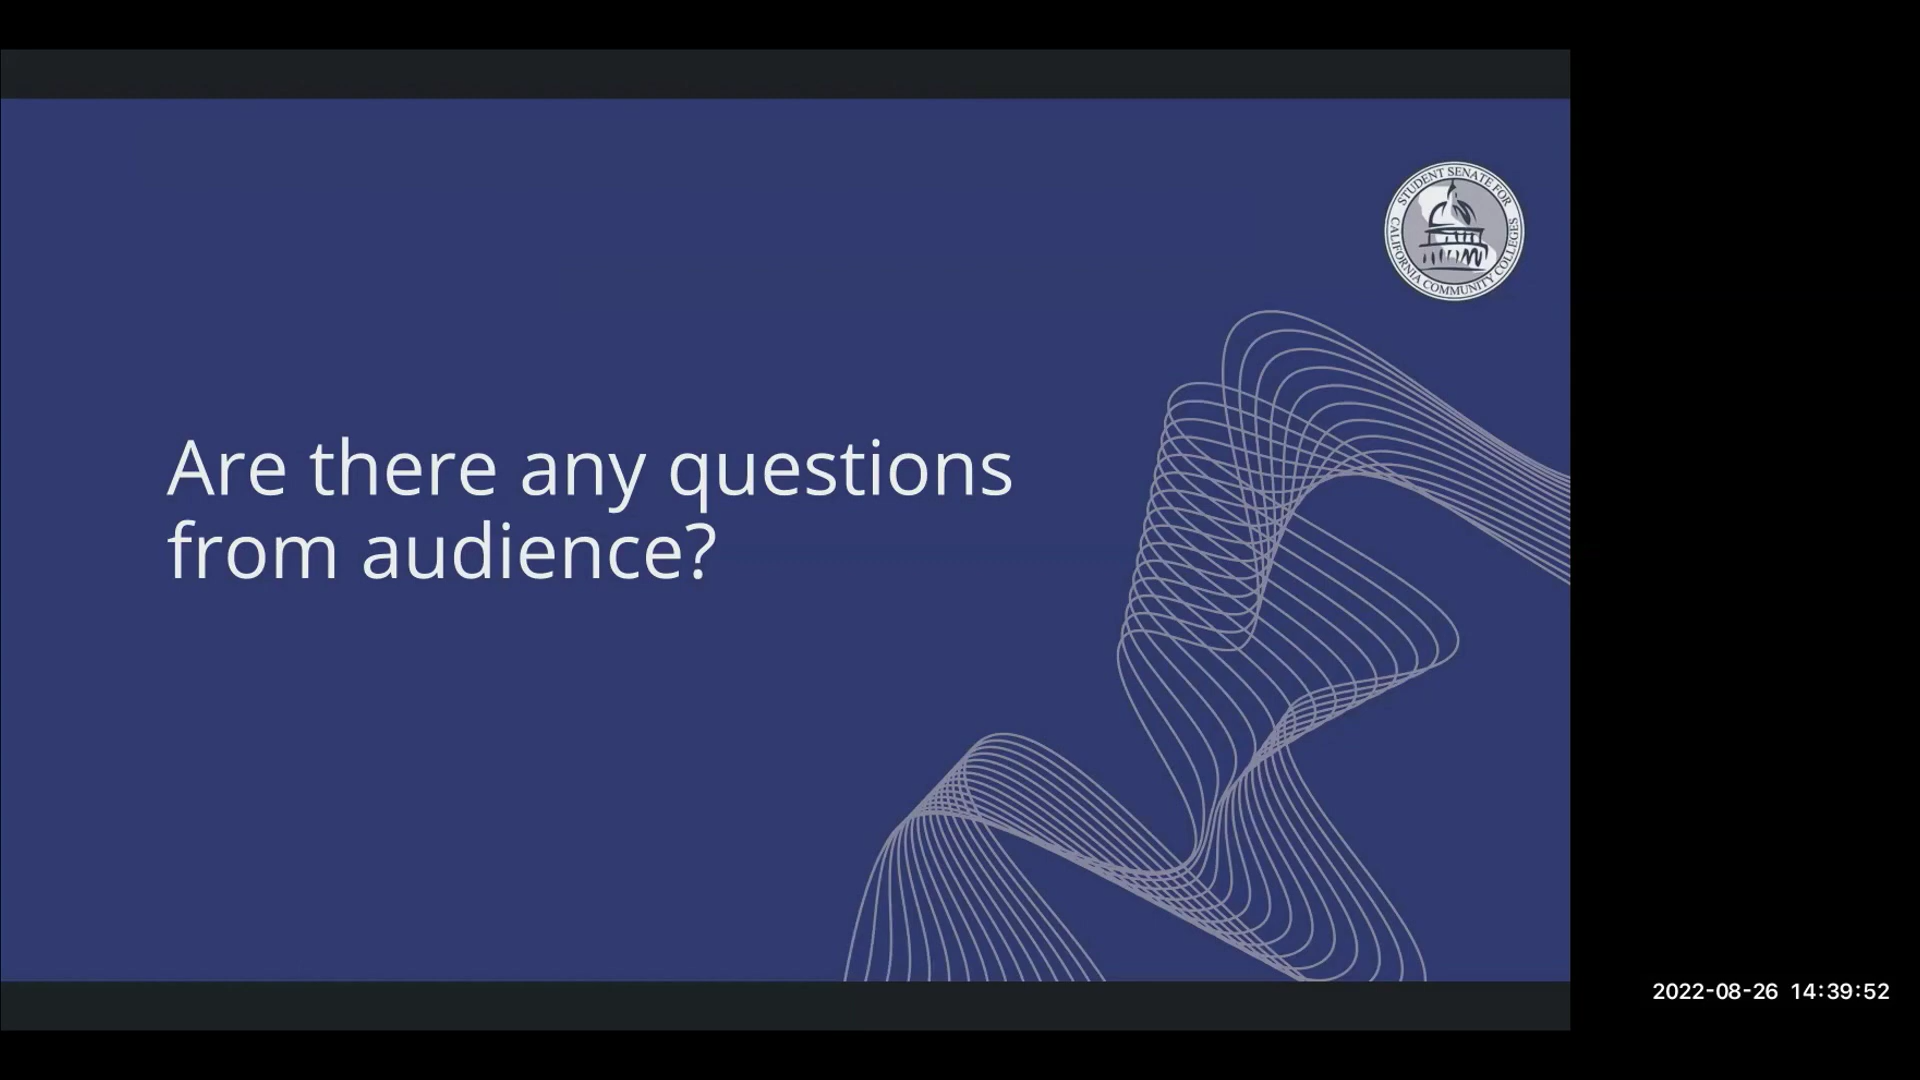 STUDENT SENATE FOR
CALIFORNIA COMMUNITY COLLEGES
Are there any questions
from audience?
2022-08-26 14:39:52